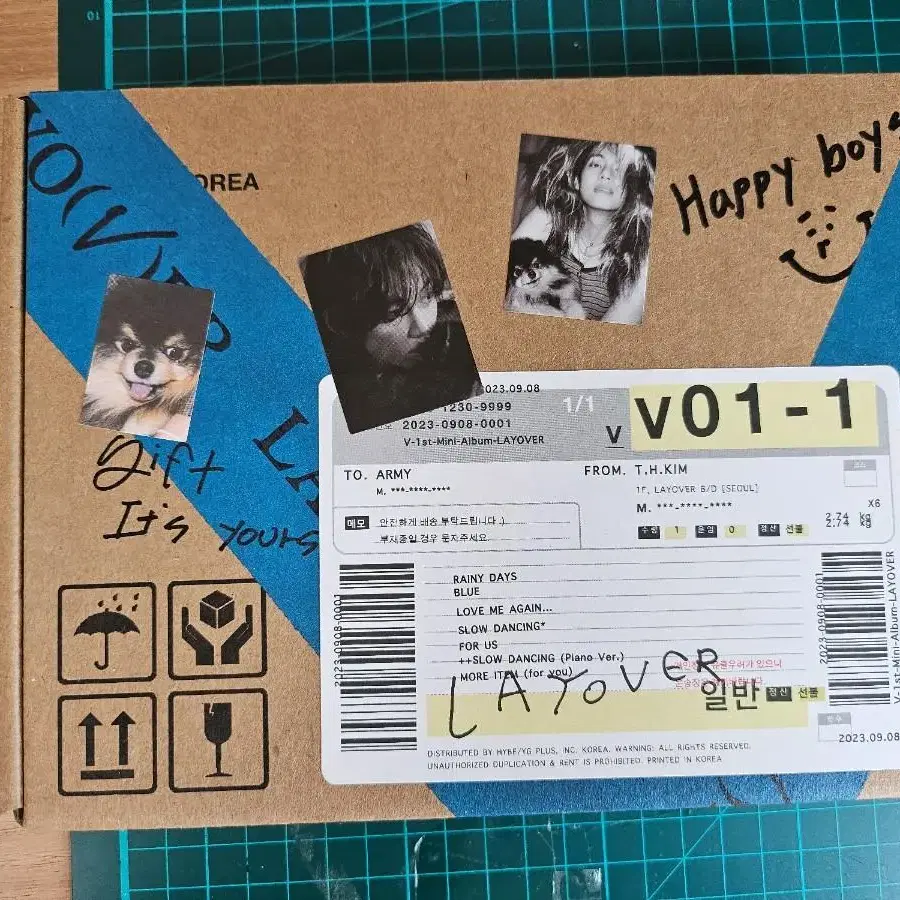 10
OREA
Happy boy
Gift
It's yours
2023.09.08
1230-9999
2023-0908-0001
V-1st-Mini-Album-LAYOVER
1/1
V
V01-1
TO. ARMY
M. ***-****-****
FROM. T.H.KIM
1F, LAYOVER B/D [SEOUL]
M. ***-****-****
X6
2.74 kg
2.74 kg
메모 안전하게 배송 부탁드립니다 :)
부재중일 경우 문자주세요.
수량 1 운임 0 정산 선불
2023-0908-0001
RAINY DAYS
BLUE
LOVE ME AGAIN...
SLOW DANCING*
FOR US
++SLOW DANCING (Piano Ver.)
MORE ITEM (for you)
LAYOVER
일반 정산 선불
2023-0908-0001
V-1st-Mini-Album-LAYOVER
2023.09.08
DISTRIBUTED BY HYBE/YG PLUS, INC. KOREA. WARNING: ALL RIGHTS RESERVED.
UNAUTHORIZED DUPLICATION & RENT IS PROHIBITED. PRINTED IN KOREA